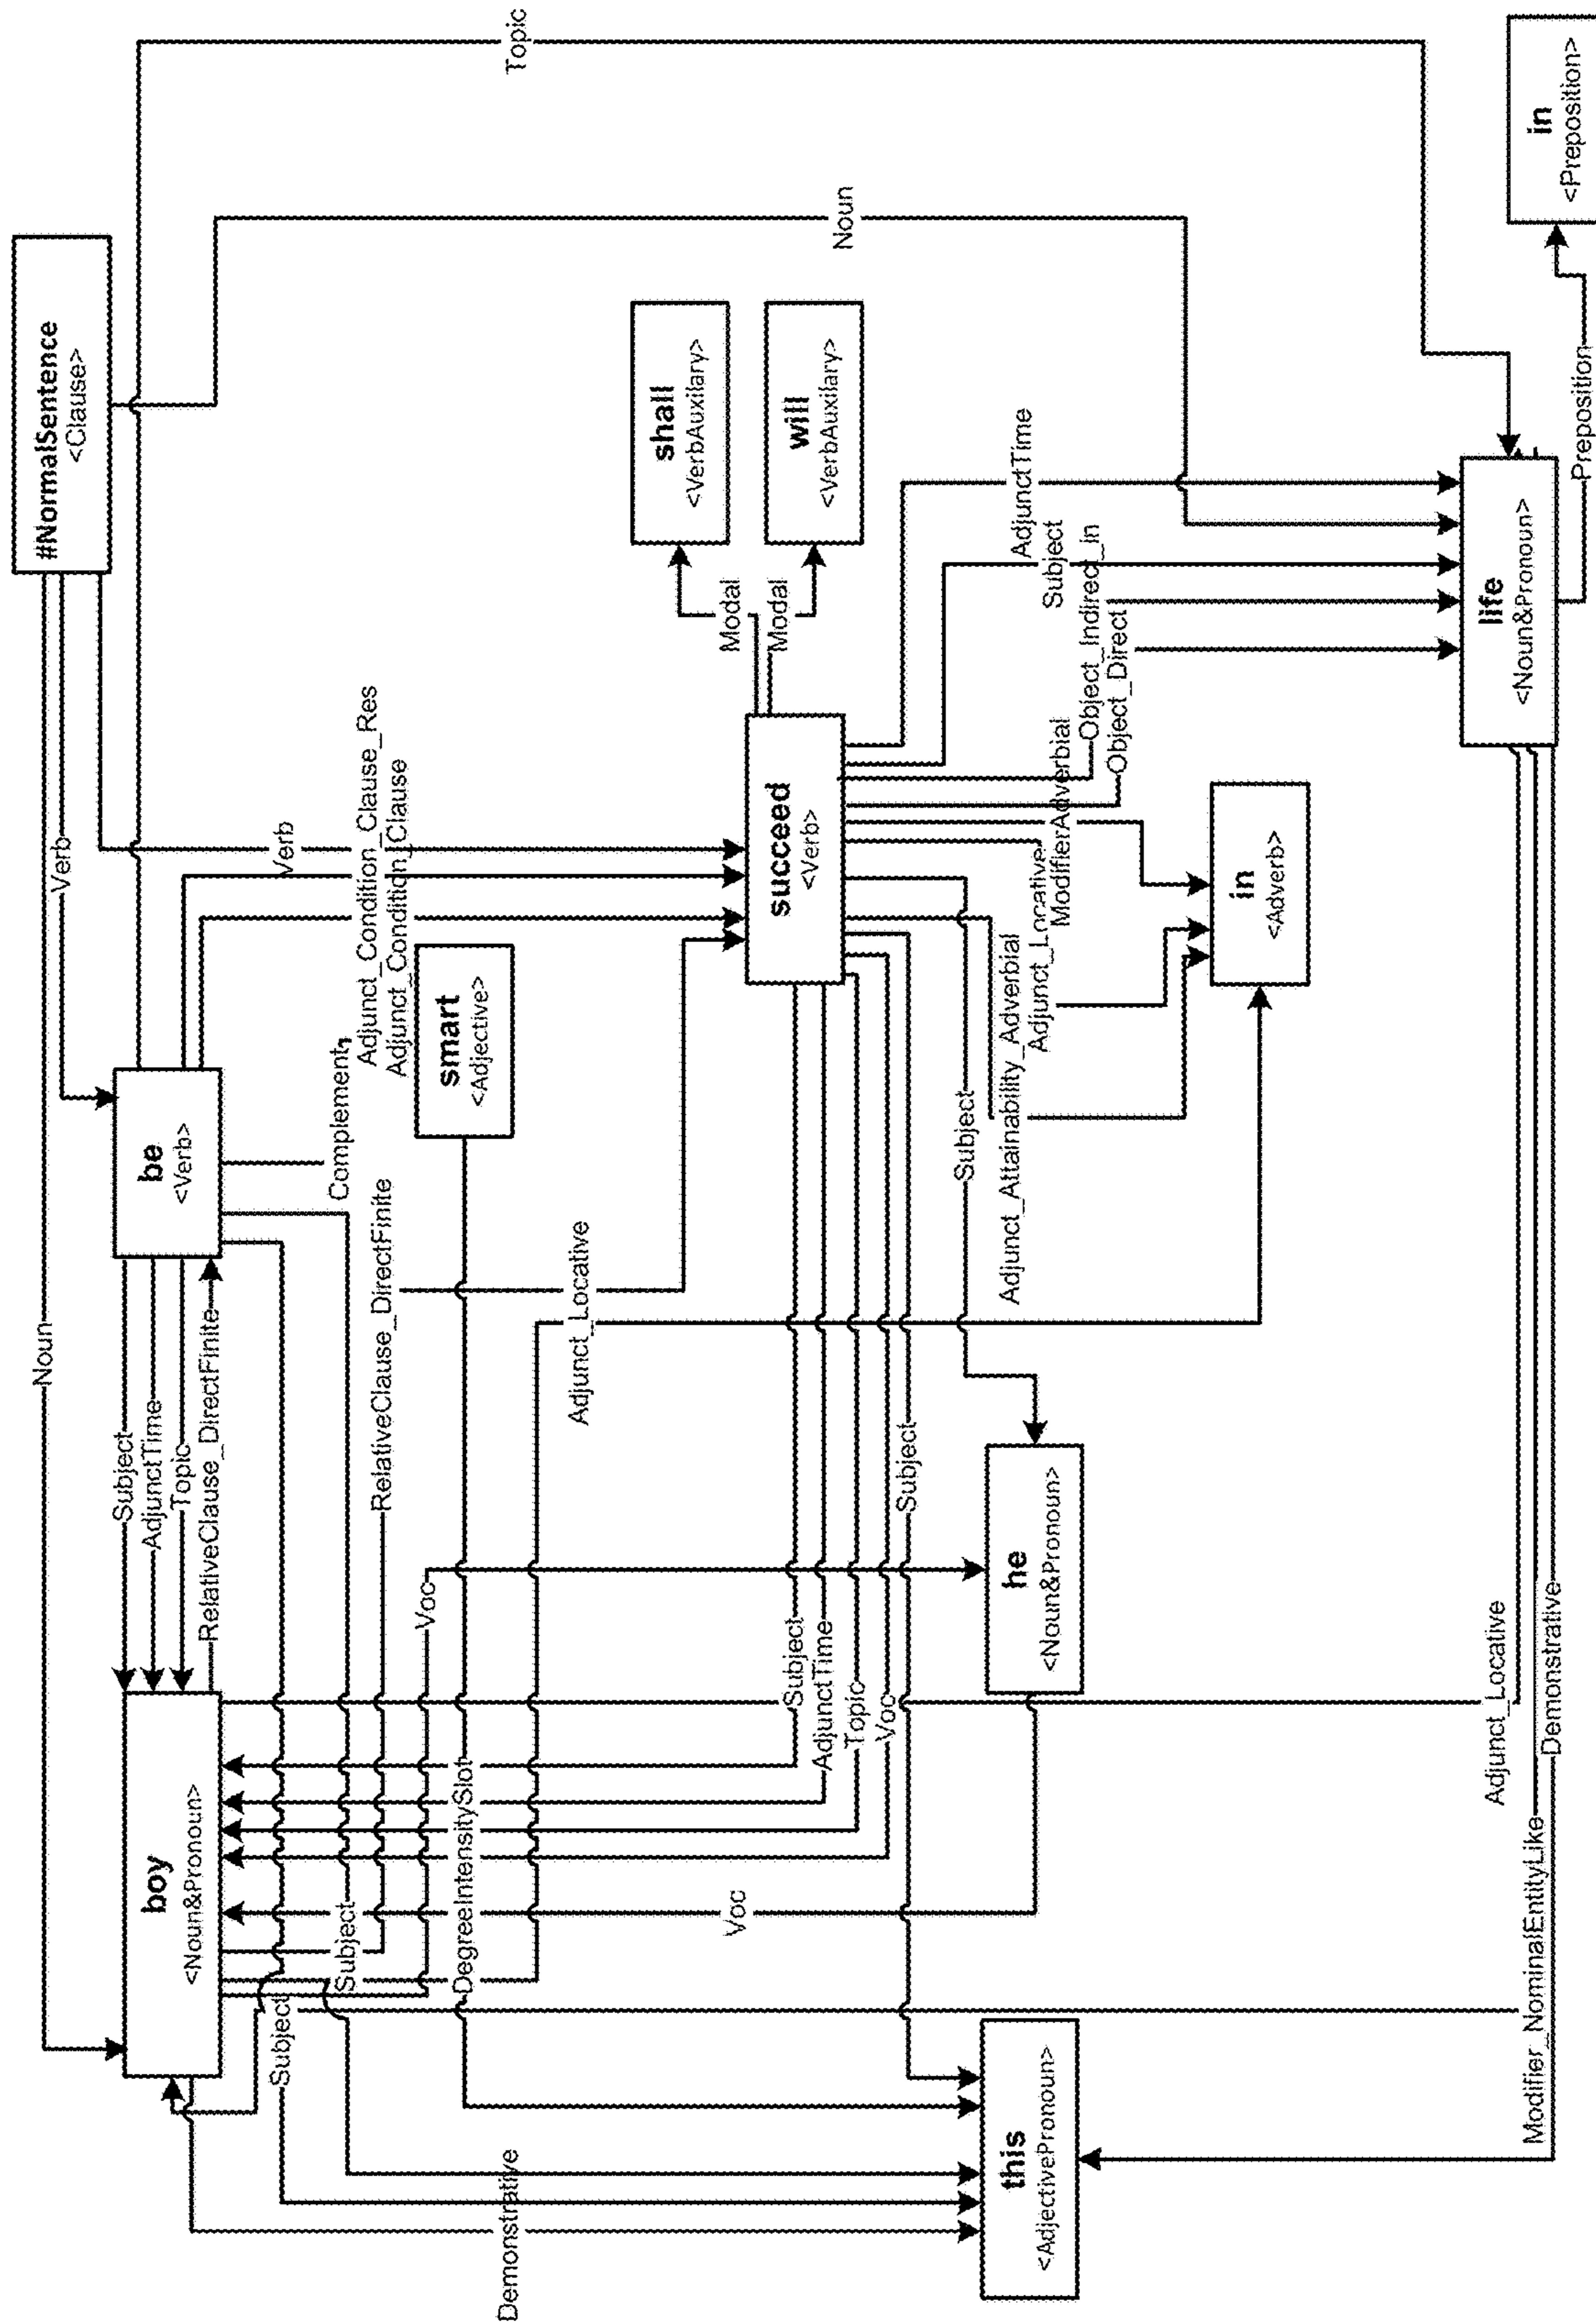 #NormalSentence
<Clause>
Noun
Verb
Subject
AdjunctTime
Topic
RelativeClause_DirectFinite
boy
<Noun&Pronoun>
be
<Verb>
Verb
Subject
Subject
Complement
Adjunct_Condition_Clause_Res
Adjunct_Condition_Clause
RelativeClause_DirectFinite
Voc
smart
<Adjective>
DegreeIntensitySlot
Demonstrative
Topic
Adjunct_Locative
shall
<VerbAuxilary>
Modal
Modal
will
<VerbAuxilary>
Voc
succeed
<Verb>
Subject
AdjunctTime
Topic
Voc
Subject
Noun
Subject
this
<AdjectivePronoun>
he
<Noun&Pronoun>
Adjunct_Attainability_Adverbial
Adjunct_Locative
ModifierAdverbial
AdjunctTime
Subject
Object_Indirect_in
Object_Direct
in
<Adverb>
Adjunct_Locative
Modifier_NominalEntityLike
Demonstrative
life
<Noun&Pronoun>
Preposition
in
<Preposition>